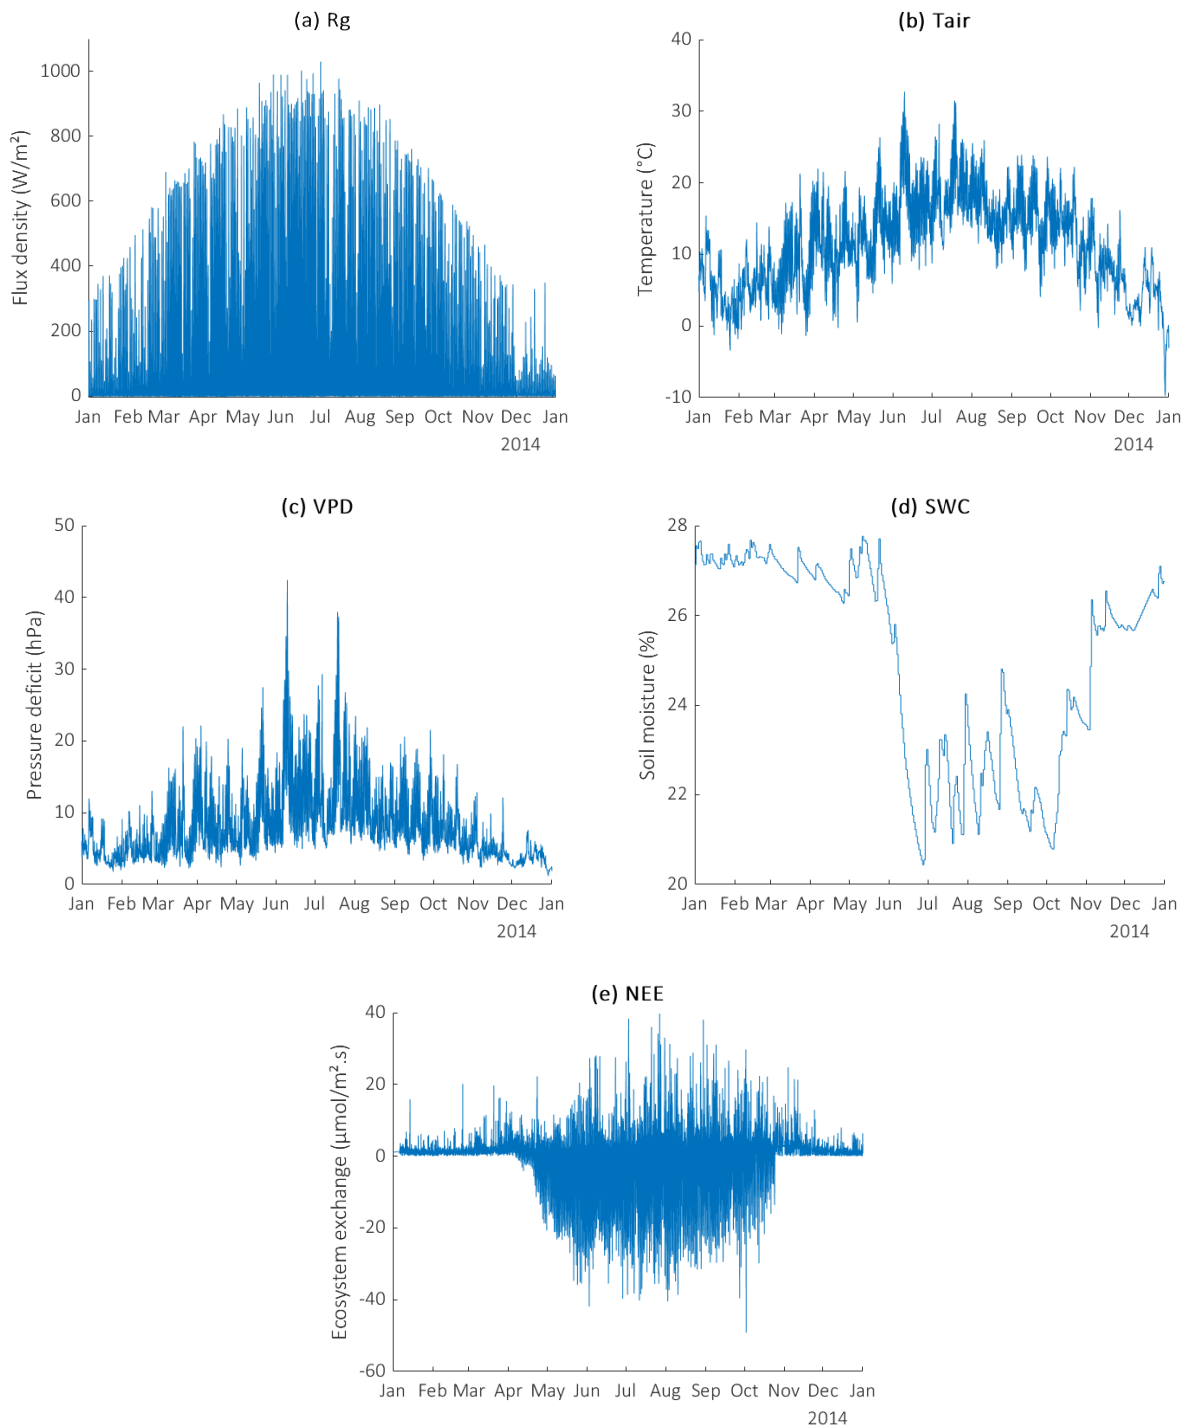 (a) Rg
Flux density (W/m²)
1000
800
600
400
200
0
Jan Feb Mar Apr May Jun Jul Aug Sep Oct Nov Dec Jan
2014
(b) Tair
Temperature (°C)
40
30
20
10
0
-10
Jan Feb Mar Apr May Jun Jul Aug Sep Oct Nov Dec Jan
2014
(c) VPD
Pressure deficit (hPa)
50
40
30
20
10
0
Jan Feb Mar Apr May Jun Jul Aug Sep Oct Nov Dec Jan
2014
(d) SWC
Soil moisture (%)
28
26
24
22
20
Jan Feb Mar Apr May Jun Jul Aug Sep Oct Nov Dec Jan
2014
(e) NEE
Ecosystem exchange (µmol/m².s)
40
20
0
-20
-40
-60
Jan Feb Mar Apr May Jun Jul Aug Sep Oct Nov Dec Jan
2014